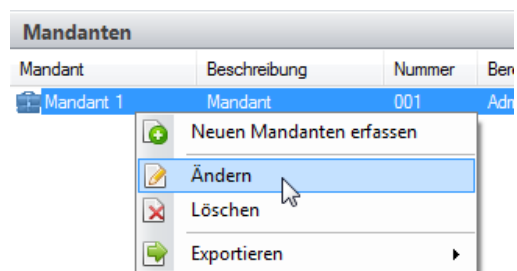 Mandanten
Mandant Beschreibung Nummer
Mandant 1 Mandant 001
Neuen Mandanten erfassen
Ändern
Löschen
Exportieren